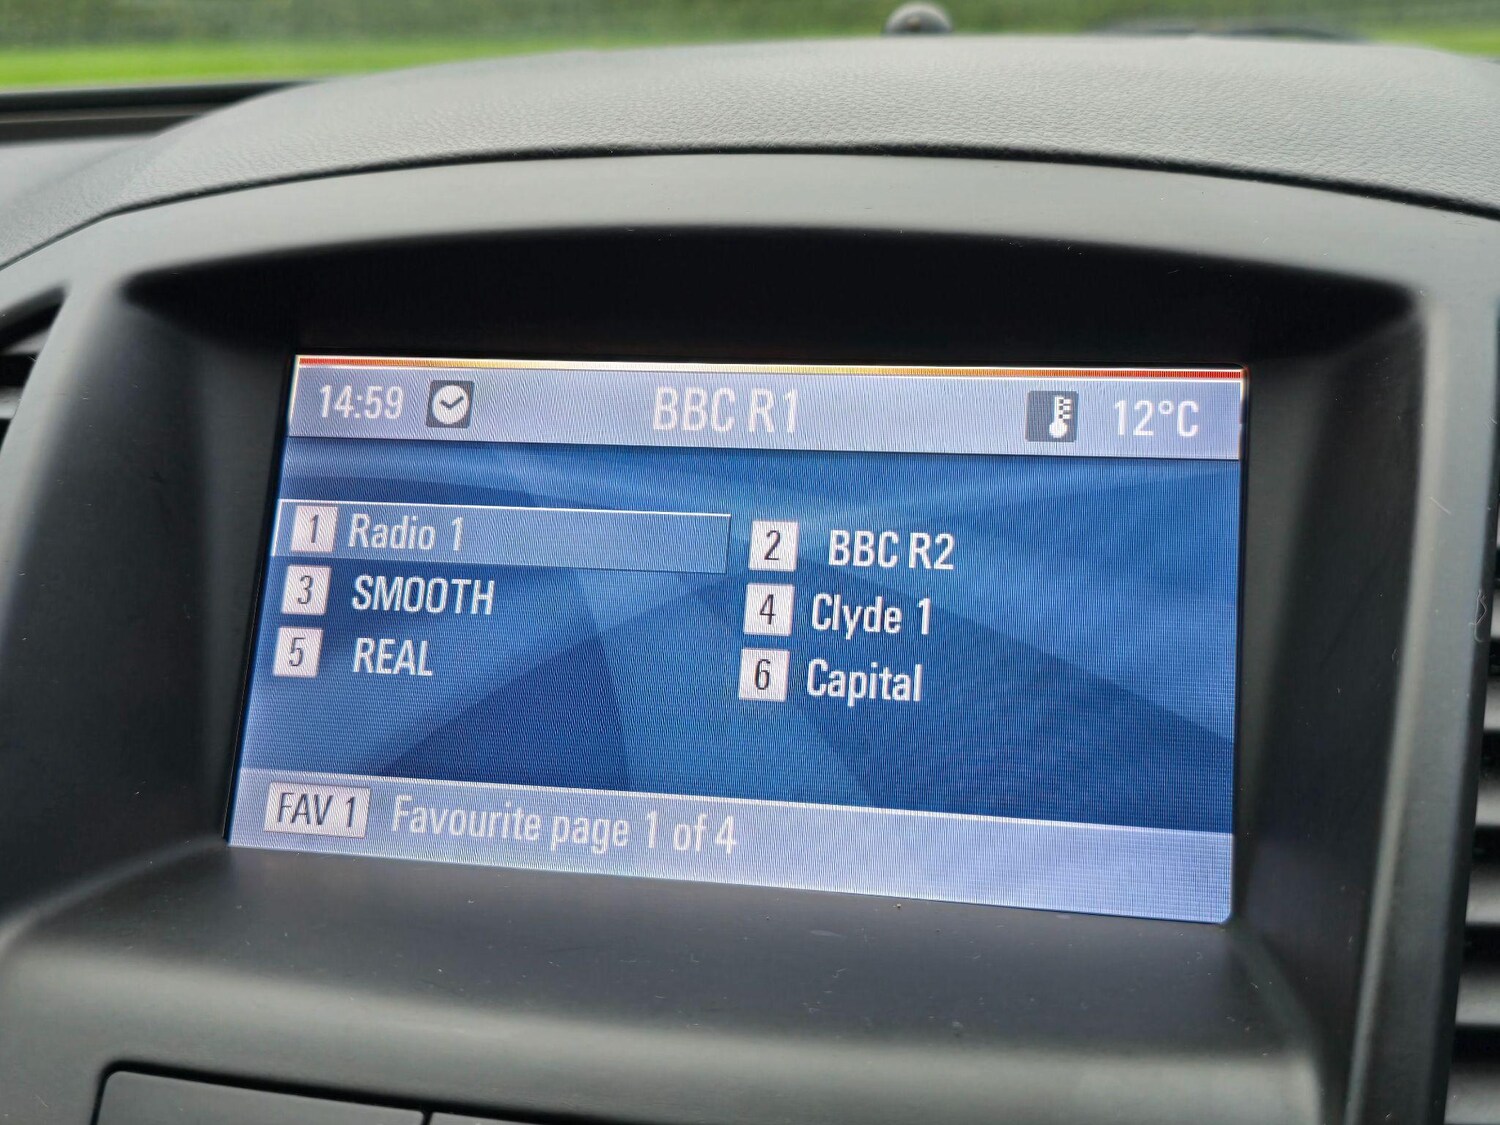 14:59 BBC R1 12°C
1 Radio 1
2 BBC R2
3 SMOOTH
4 Clyde 1
5 REAL
6 Capital
FAV 1 Favourite page 1 of 4